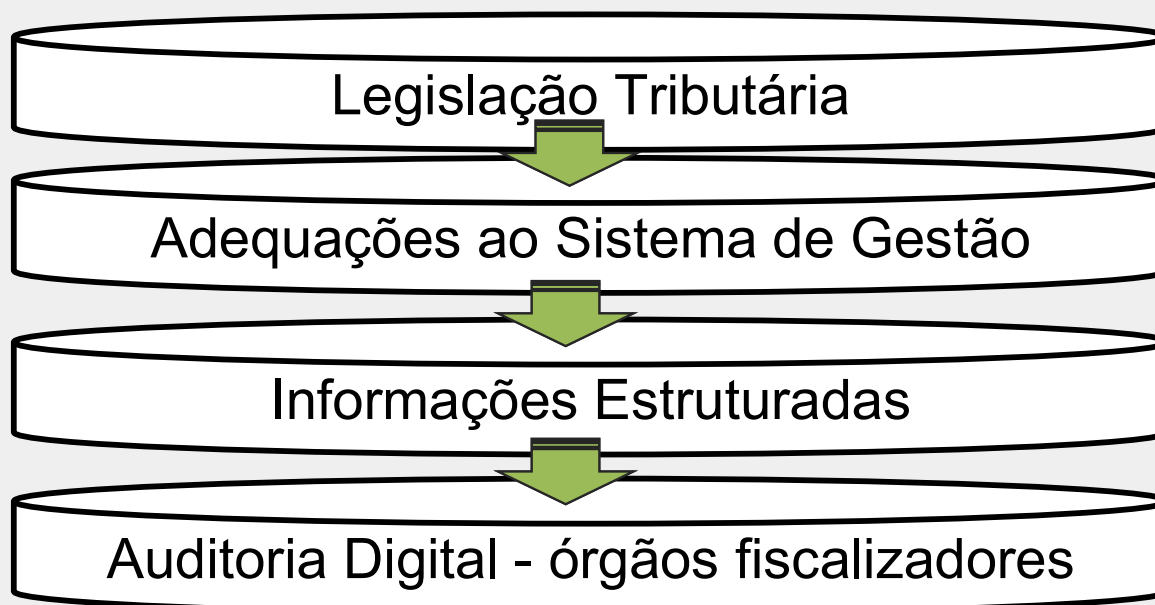 Legislação Tributária
Adequações ao Sistema de Gestão
Informações Estruturadas
Auditoria Digital - órgãos fiscalizadores